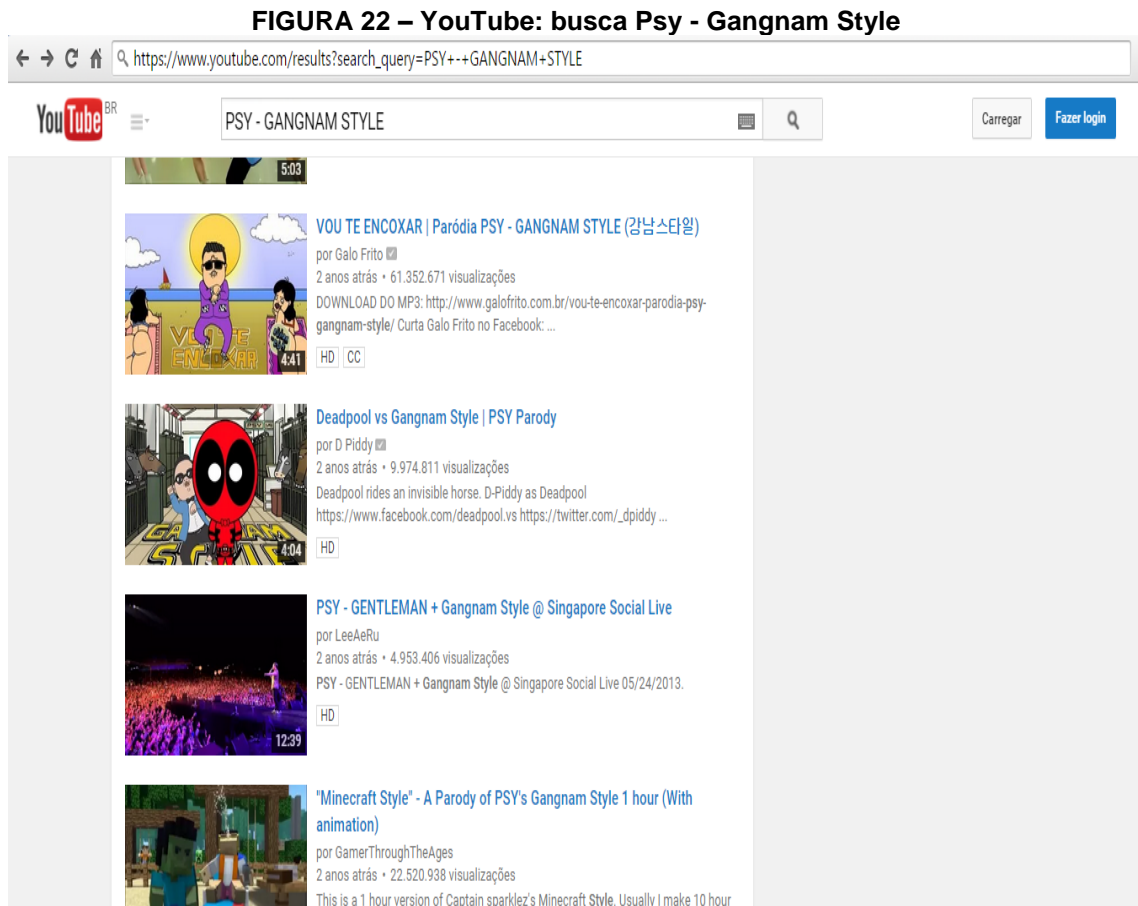 FIGURA 22 – YouTube: busca Psy - Gangnam Style
https://www.youtube.com/results?search_query=PSY+-+GANGNAM+STYLE
YouTube BR
PSY - GANGNAM STYLE
Carregar
Fazer login
5:03
VOU TE ENCOXAR
4:41
VOU TE ENCOXAR | Paródia PSY - GANGNAM STYLE (강남스타일)
por Galo Frito
2 anos atrás • 61.352.671 visualizações
DOWNLOAD DO MP3: http://www.galofrito.com.br/vou-te-encoxar-parodia-psy-
gangnam-style/ Curta Galo Frito no Facebook: ...
HD CC
4:04
Deadpool vs Gangnam Style | PSY Parody
por D Piddy
2 anos atrás • 9.974.811 visualizações
Deadpool rides an invisible horse. D-Piddy as Deadpool
https://www.facebook.com/deadpool.vs https://twitter.com/_dpiddy ...
HD
12:39
PSY - GENTLEMAN + Gangnam Style @ Singapore Social Live
por LeeAeRu
2 anos atrás • 4.953.406 visualizações
PSY - GENTLEMAN + Gangnam Style @ Singapore Social Live 05/24/2013.
HD
"Minecraft Style" - A Parody of PSY's Gangnam Style 1 hour (With
animation)
por GamerThroughTheAges
2 anos atrás • 22.520.938 visualizações
This is a 1 hour version of Captain sparklez's Minecraft Style. Usually I make 10 hour